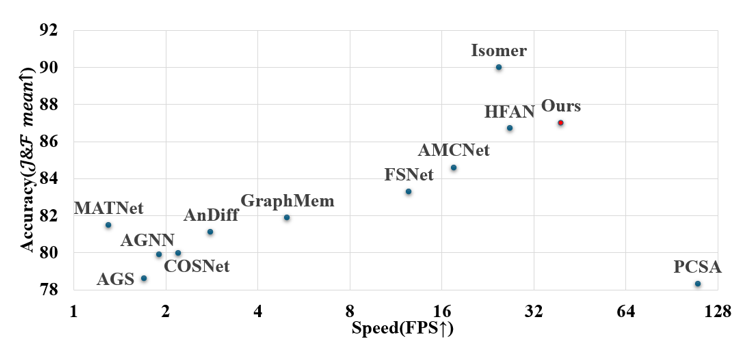 92
90
88
86
84
82
80
78
Accuracy(𝒥&ℱ mean↑)
Isomer
HFAN
Ours
AMCNet
FSNet
GraphMem
MATNet
AnDiff
AGNN
COSNet
AGS
PCSA
1 2 4 8 16 32 64 128
Speed(FPS↑)